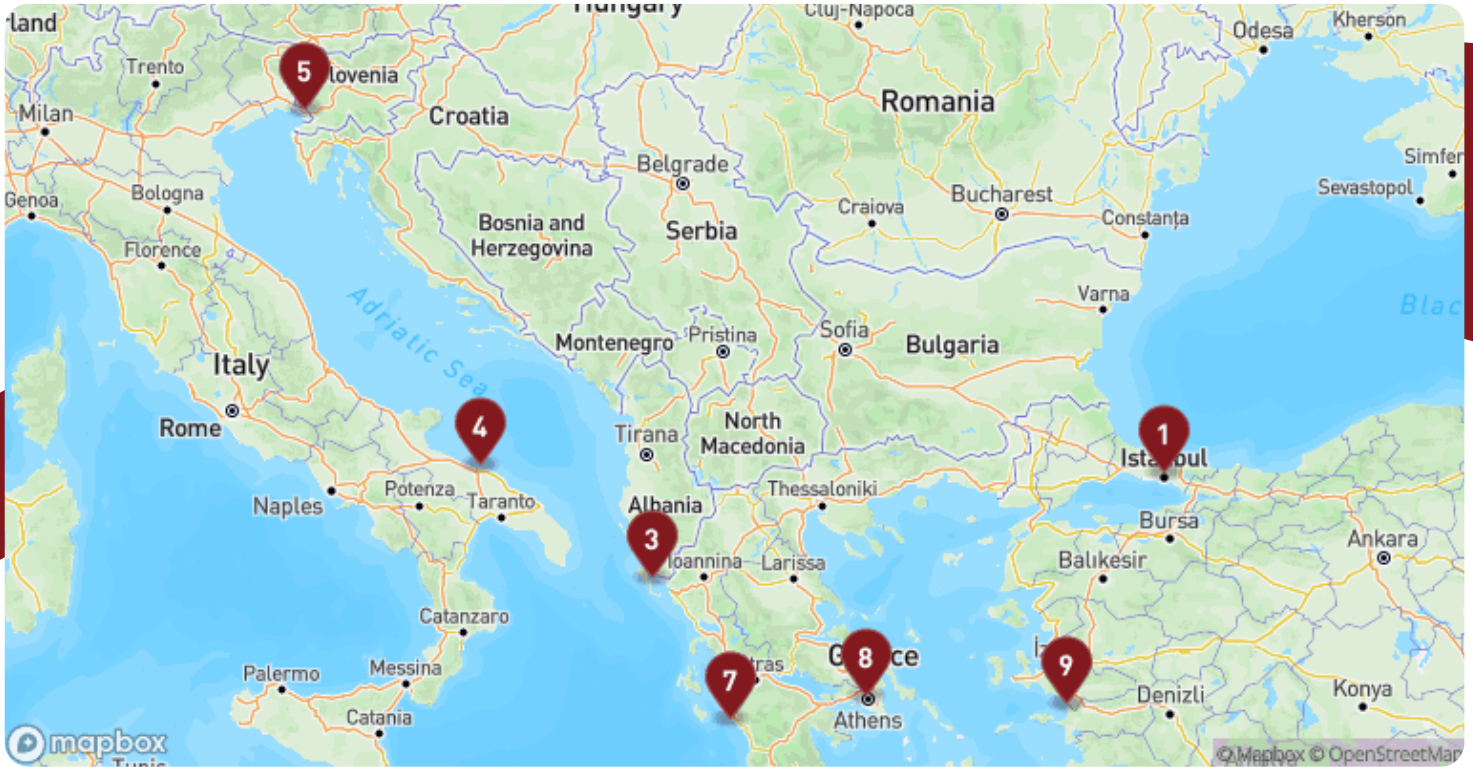 Hungary
Cluj-Napoca
Kherson
Odesa
rland
Trento
5
lovenia
Milan
Croatia
Romania
Belgrade
Simfer
Sevastopol
Genoa
Bologna
Craiova
Bucharest
Constanța
Bosnia and
Herzegovina
Serbia
Florence
Varna
Blac
Adriatic Sea
Montenegro
Pristina
Sofia
Bulgaria
Italy
Rome
4
Tirana
North
Macedonia
1
Istanbul
Naples
Potenza
Taranto
Albania
Thessaloniki
Bursa
3
Ioannina
Larissa
Balıkesir
Ankara
Catanzaro
Palermo
Messina
7
tras
8
Greece
Athens
İz
9
Denizli
Konya
Catania
mapbox
Tunis
© Mapbox © OpenStreetMap